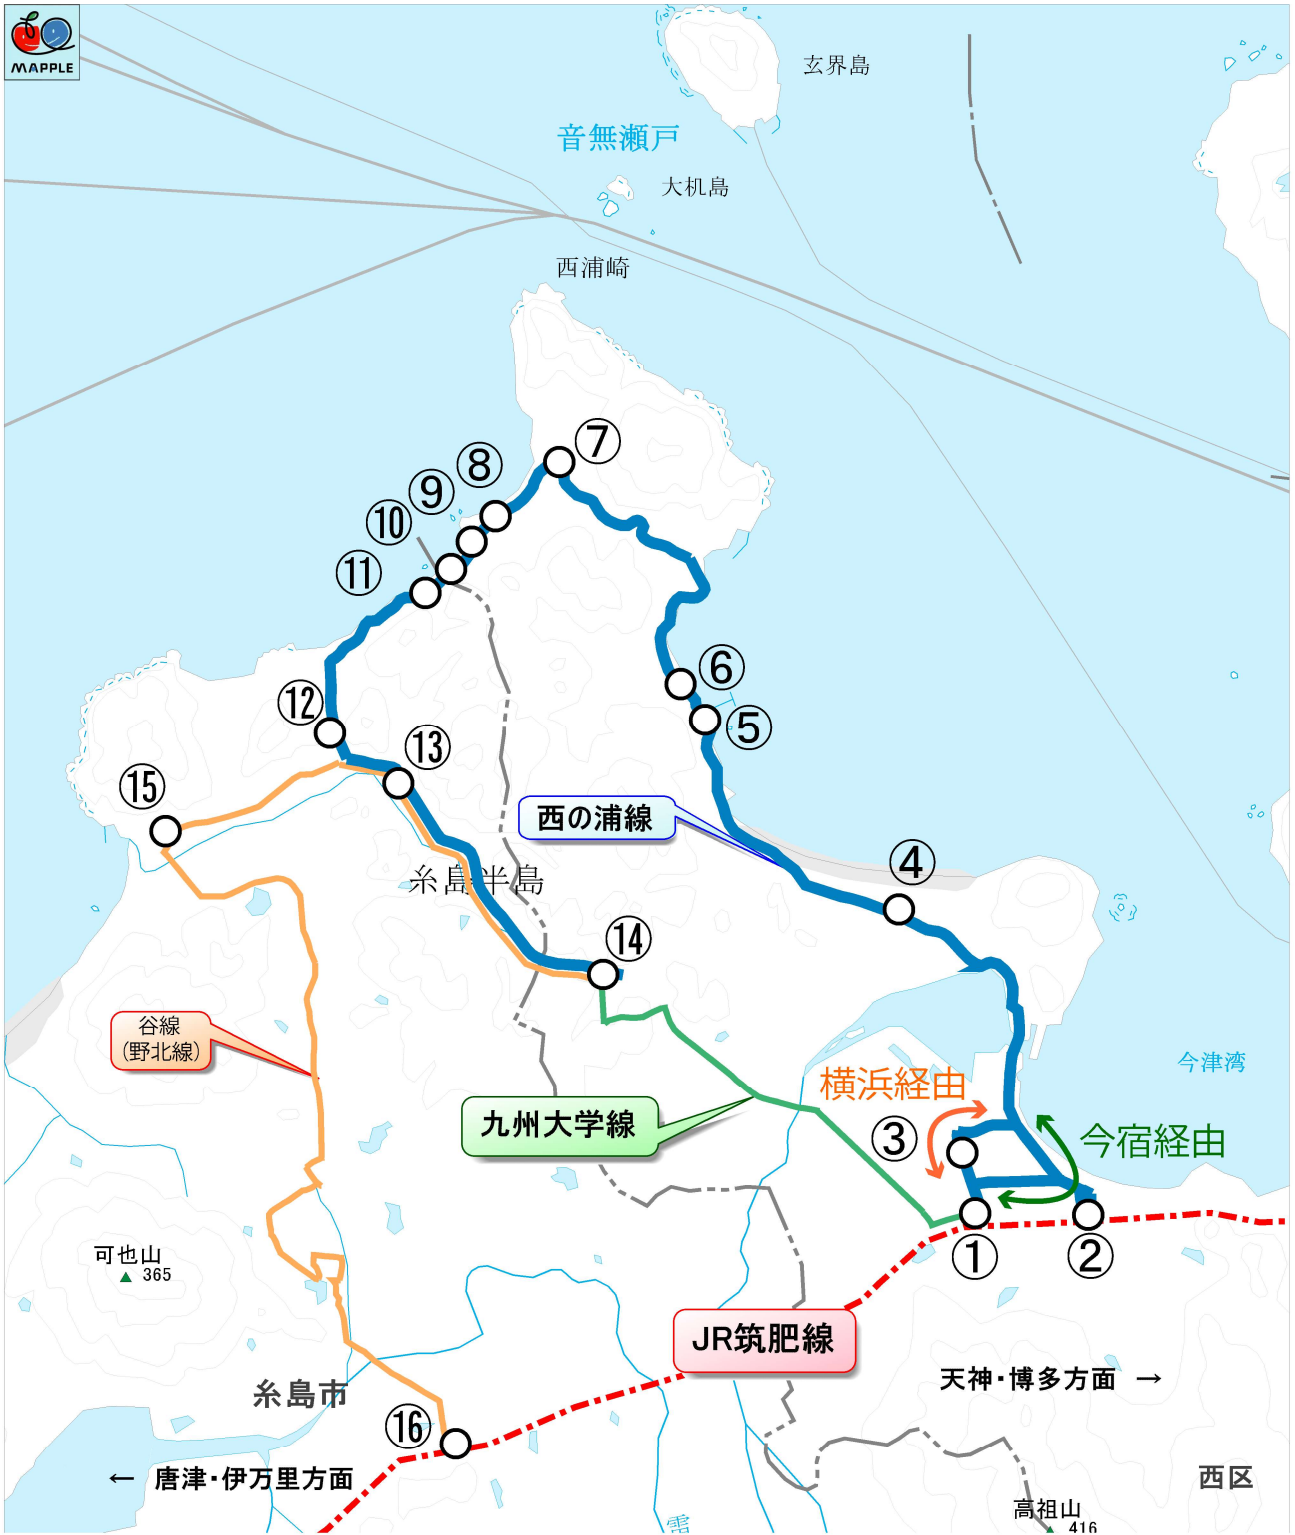 MAPPLE
玄界島
音無瀬戸
大机島
西浦崎
⑦
⑧
⑨
⑩
⑪
⑥
⑫
⑤
⑬
⑮
西の浦線
④
糸島半島
⑭
谷線
(野北線)
今津湾
横浜経由
九州大学線
③
今宿経由
可也山
365
①
②
JR筑肥線
天神・博多方面 →
糸島市
⑯
← 唐津・伊万里方面
西区
高祖山
416
雷